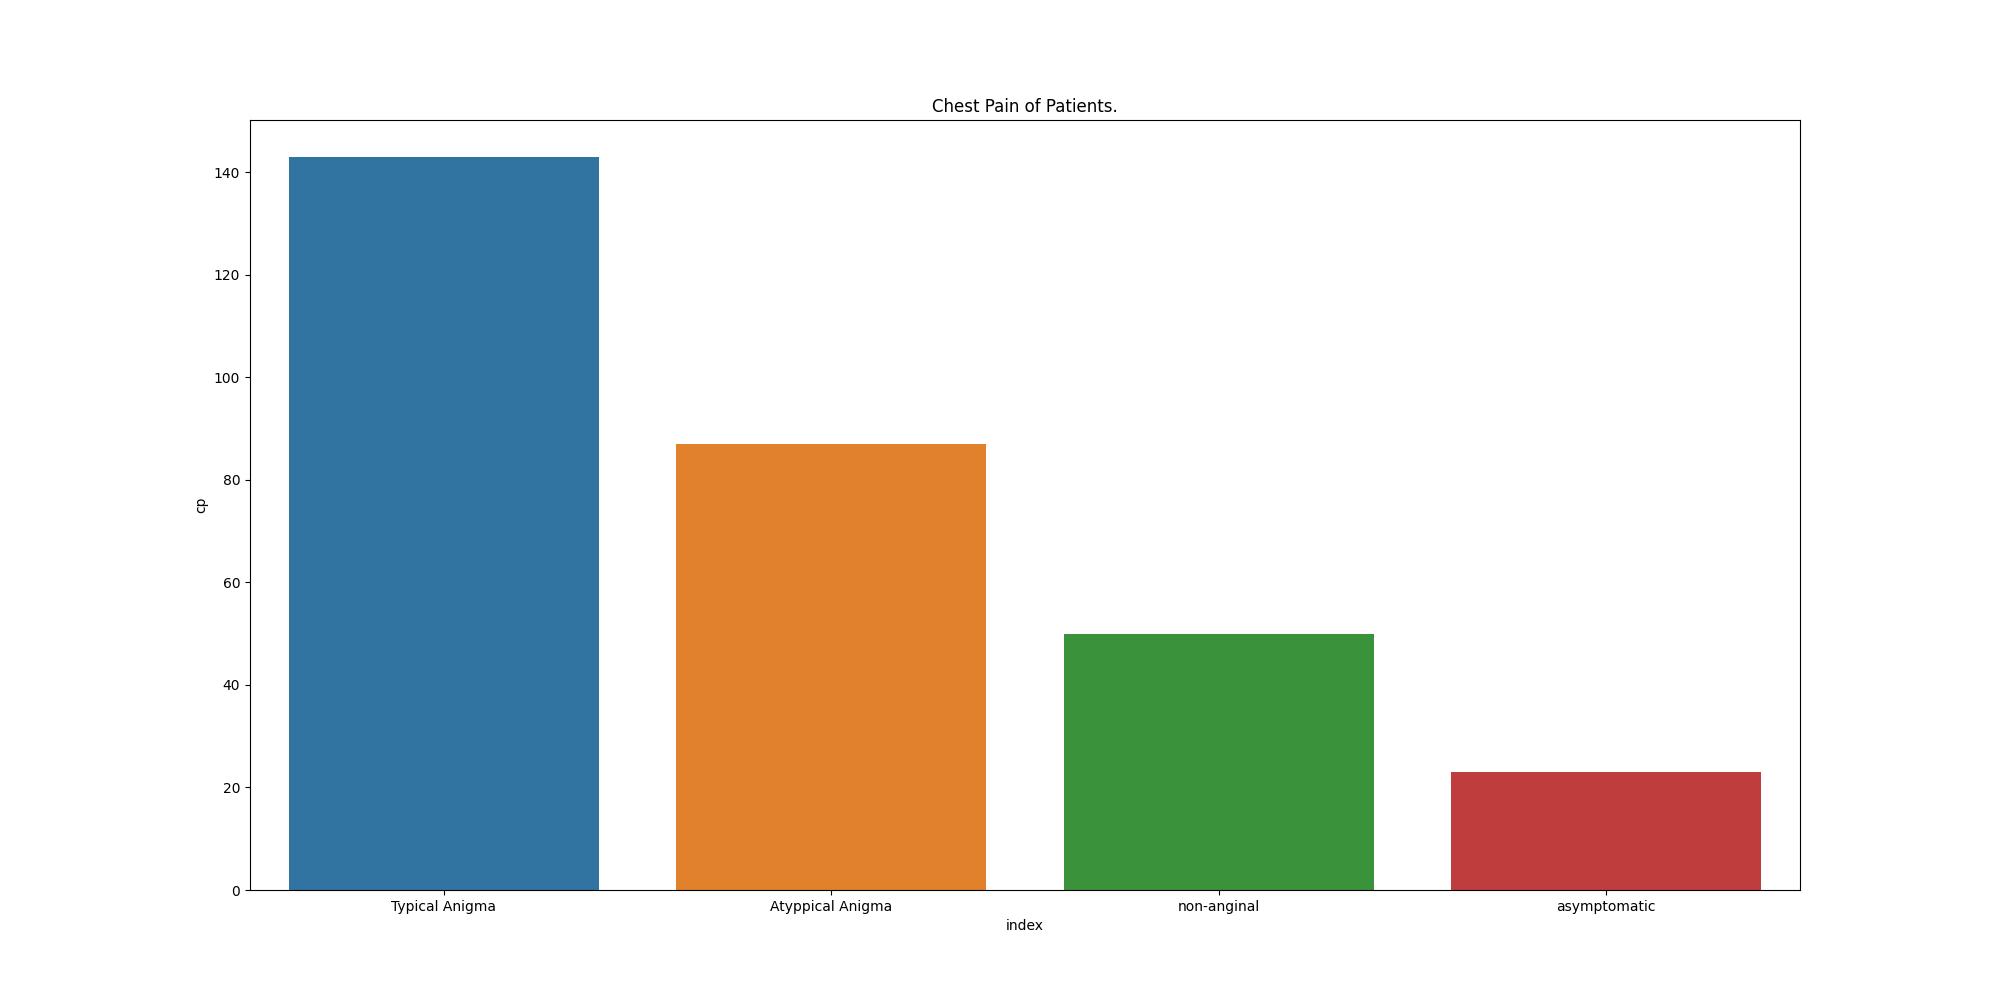 Chest Pain of Patients.
140
120
100
80
60
40
20
0
cp
Typical Anigma
Atyppical Anigma
non-anginal
asymptomatic
index